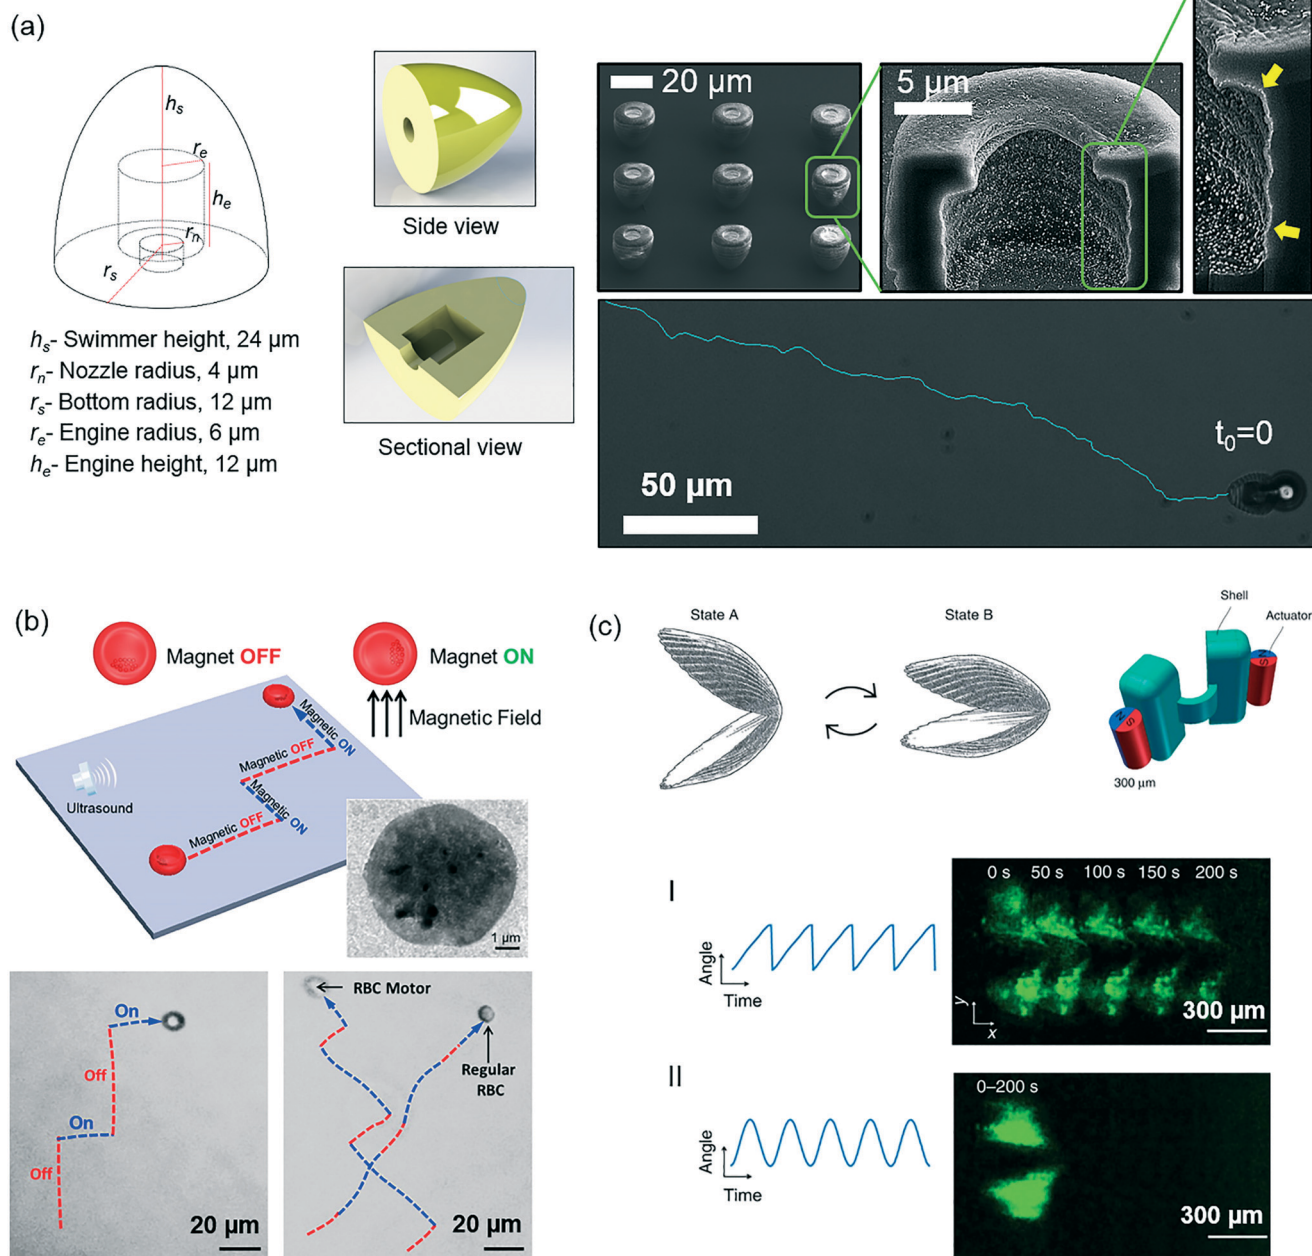 (a)
hₛ
rₑ
hₑ
rₙ
rₛ
hₛ- Swimmer height, 24 μm
rₙ- Nozzle radius, 4 μm
rₛ- Bottom radius, 12 μm
rₑ- Engine radius, 6 μm
hₑ- Engine height, 12 μm
Side view
Sectional view
20 μm
5 μm
t₀=0
50 μm
(b)
Magnet OFF
Magnet ON
Magnetic Field
Ultrasound
Magnetic ON
Magnetic OFF
Magnetic ON
Magnetic OFF
1 μm
On
Off
On
Off
20 μm
RBC Motor
Regular
RBC
20 μm
(c)
State A
State B
Shell
Actuator
N
S
N
S
300 μm
I
Angle
Time
0 s 50 s 100 s 150 s 200 s
y
x
300 μm
II
Angle
Time
0–200 s
300 μm